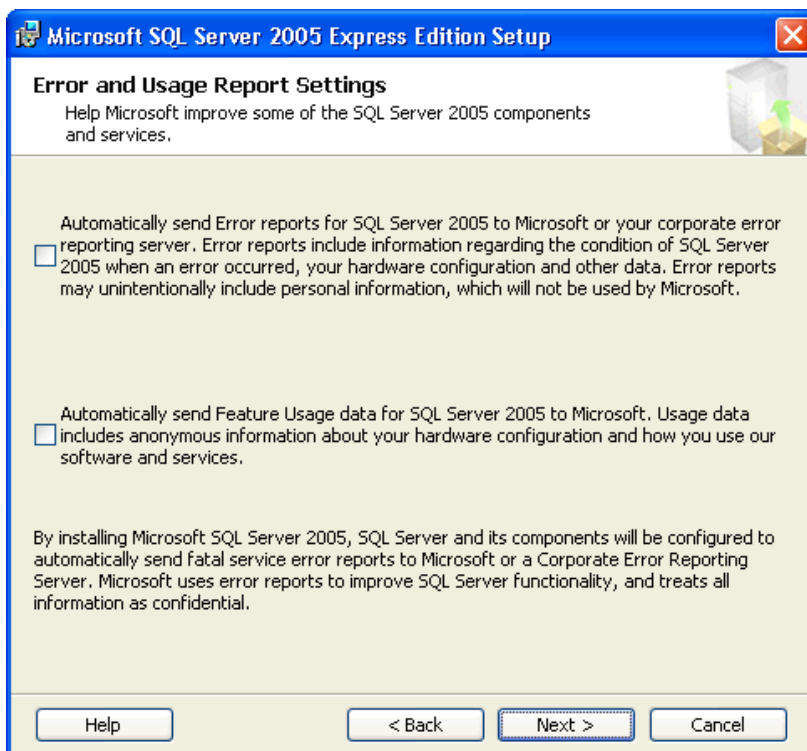 Microsoft SQL Server 2005 Express Edition Setup
Error and Usage Report Settings
Help Microsoft improve some of the SQL Server 2005 components
and services.
Automatically send Error reports for SQL Server 2005 to Microsoft or your corporate error
reporting server. Error reports include information regarding the condition of SQL Server
2005 when an error occurred, your hardware configuration and other data. Error reports
may unintentionally include personal information, which will not be used by Microsoft.
Automatically send Feature Usage data for SQL Server 2005 to Microsoft. Usage data
includes anonymous information about your hardware configuration and how you use our
software and services.
By installing Microsoft SQL Server 2005, SQL Server and its components will be configured to
automatically send fatal service error reports to Microsoft or a Corporate Error Reporting
Server. Microsoft uses error reports to improve SQL Server functionality, and treats all
information as confidential.
Help
< Back
Next >
Cancel